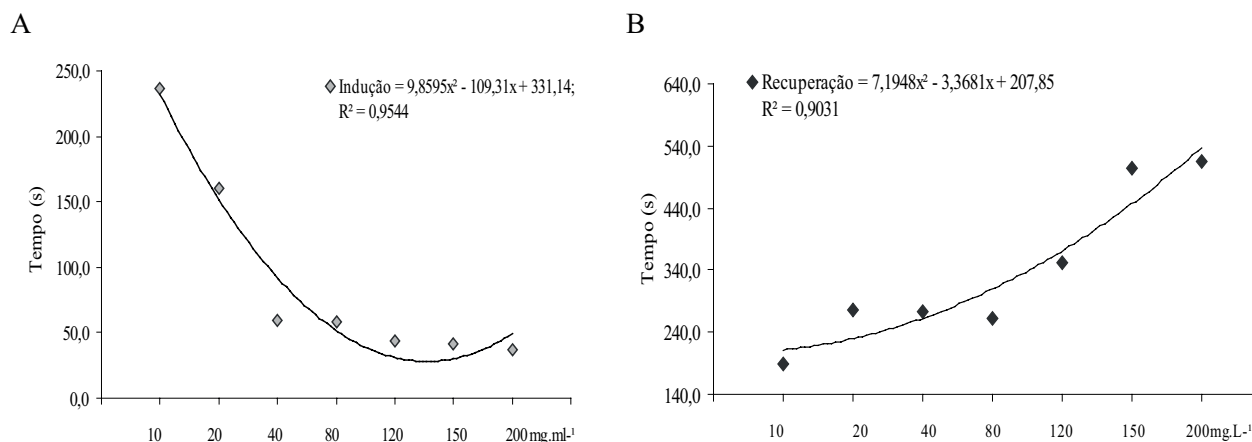 A
250,0
200,0
150,0
100,0
50,0
0,0
Tempo (s)
Indução = 9,8595x² - 109,31x + 331,14;
R² = 0,9544
10 20 40 80 120 150 200mg.ml-¹
B
640,0
540,0
440,0
340,0
240,0
140,0
Tempo (s)
Recuperação = 7,1948x² - 3,3681x + 207,85
R² = 0,9031
10 20 40 80 120 150 200mg.L-¹